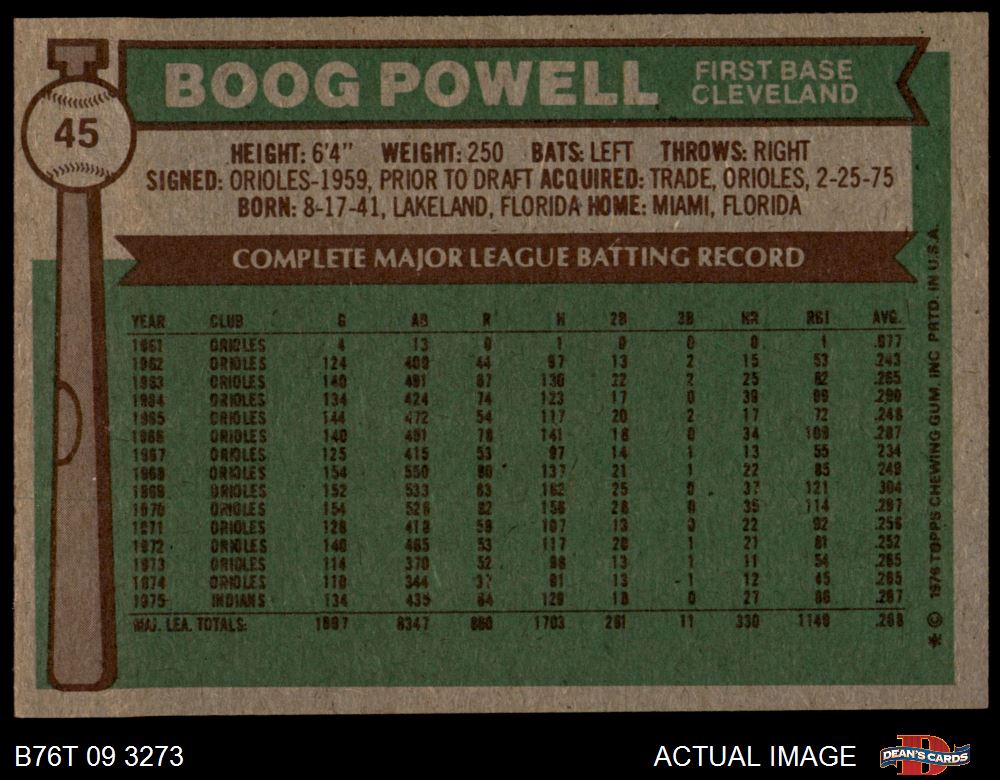 45
BOOG POWELL
FIRST BASE
CLEVELAND
HEIGHT: 6'4" WEIGHT: 250 BATS: LEFT THROWS: RIGHT
SIGNED: ORIOLES-1959, PRIOR TO DRAFT ACQUIRED: TRADE, ORIOLES, 2-25-75
BORN: 8-17-41, LAKELAND, FLORIDA HOME: MIAMI, FLORIDA
COMPLETE MAJOR LEAGUE BATTING RECORD
YEAR CLUB G AB R H 2B 3B HR RBI AVG.
1961 ORIOLES 4 13 0 1 0 0 0 1 .077
1962 ORIOLES 124 400 44 97 13 2 15 53 .243
1963 ORIOLES 140 491 67 130 22 2 25 82 .265
1964 ORIOLES 134 424 74 123 17 0 39 99 .290
1965 ORIOLES 144 472 54 117 20 2 17 72 .248
1966 ORIOLES 140 491 78 141 18 0 34 109 .287
1967 ORIOLES 125 415 53 97 14 1 13 55 .234
1968 ORIOLES 154 550 60 137 21 1 22 85 .249
1969 ORIOLES 152 533 83 162 25 0 37 121 .304
1970 ORIOLES 154 526 82 156 28 0 35 114 .297
1971 ORIOLES 128 418 59 107 13 0 22 92 .256
1972 ORIOLES 140 465 53 117 20 1 21 81 .252
1973 ORIOLES 114 370 52 98 13 1 11 54 .265
1974 ORIOLES 110 344 37 91 13 1 12 45 .265
1975 INDIANS 134 435 64 129 18 0 27 86 .297
MAJ. LEA. TOTALS: 1897 6347 860 1703 261 11 330 1149 .268
* © 1976 TOPPS CHEWING GUM, INC PRTD. IN U.S.A.
B76T 09 3273
ACTUAL IMAGE
DEAN'S CARDS